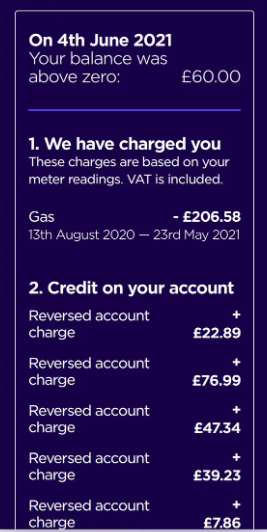 On 4th June 2021
Your balance was
above zero: £60.00
1. We have charged you
These charges are based on your
meter readings. VAT is included.
Gas - £206.58
13th August 2020 — 23rd May 2021
2. Credit on your account
Reversed account +
charge £22.89
Reversed account +
charge £76.99
Reversed account +
charge £47.34
Reversed account +
charge £39.23
Reversed account +
charge £7.86